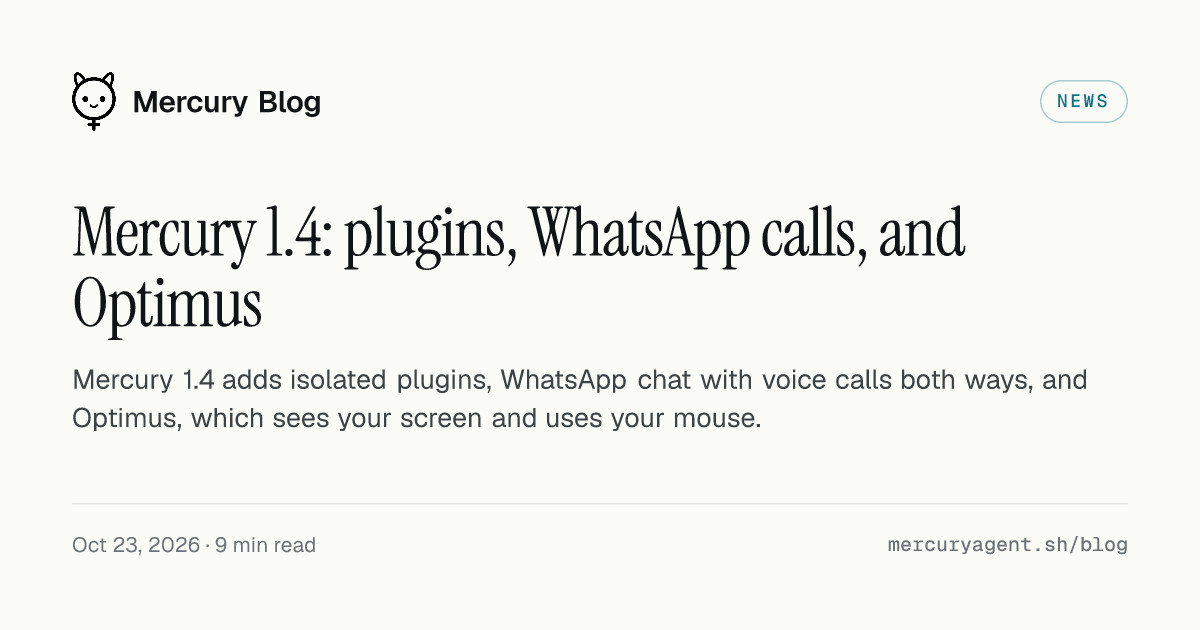 Mercury Blog
NEWS
Mercury 1.4: plugins, WhatsApp calls, and
Optimus
Mercury 1.4 adds isolated plugins, WhatsApp chat with voice calls both ways, and
Optimus, which sees your screen and uses your mouse.
Oct 23, 2026 · 9 min read
mercuryagent.sh/blog